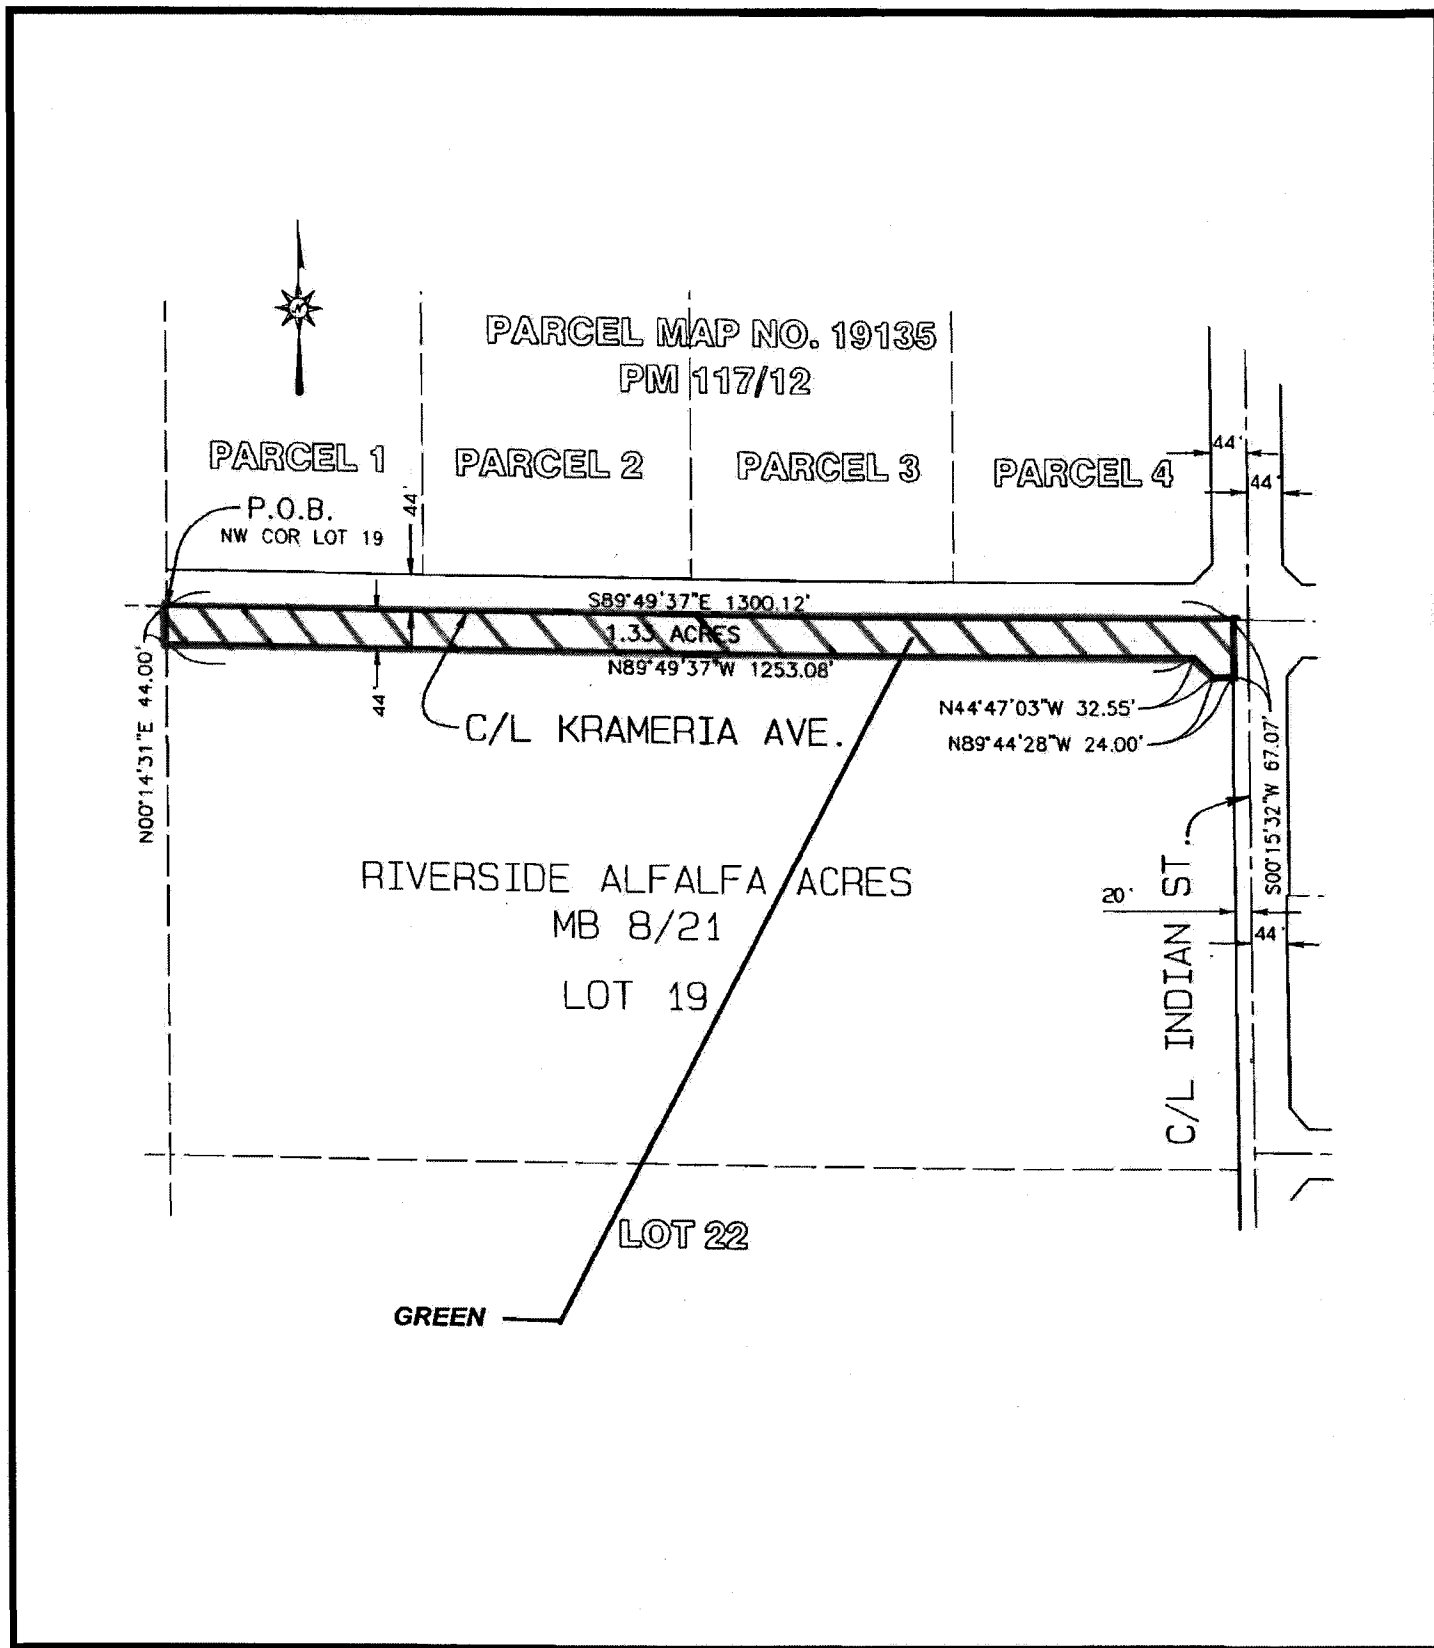 N
PARCEL MAP NO. 19135
PM 117/12
PARCEL 1
PARCEL 2
PARCEL 3
PARCEL 4
44'
44'
44'
P.O.B.
NW COR LOT 19
S89°49'37"E 1300.12'
1.33 ACRES
N89°49'37"W 1253.08'
44'
N00°14'31"E 44.00'
C/L KRAMERIA AVE.
N44°47'03"W 32.55'
N89°44'28"W 24.00'
S00°15'32"W 67.07'
RIVERSIDE ALFALFA ACRES
MB 8/21
LOT 19
20'
44'
C/L INDIAN ST.
LOT 22
GREEN